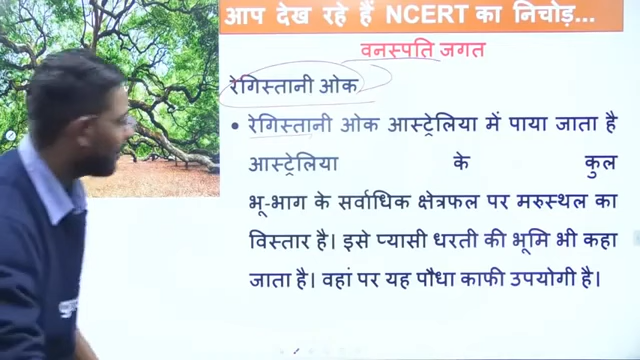 आप देख रहे हैं NCERT का निचोड़...
वनस्पति जगत
रेगिस्तानी ओक
• रेगिस्तानी ओक आस्ट्रेलिया में पाया जाता है
आस्ट्रेलिया के कुल
भू-भाग के सर्वाधिक क्षेत्रफल पर मरुस्थल का
विस्तार है। इसे प्यासी धरती की भूमि भी कहा
जाता है। वहां पर यह पौधा काफी उपयोगी है।